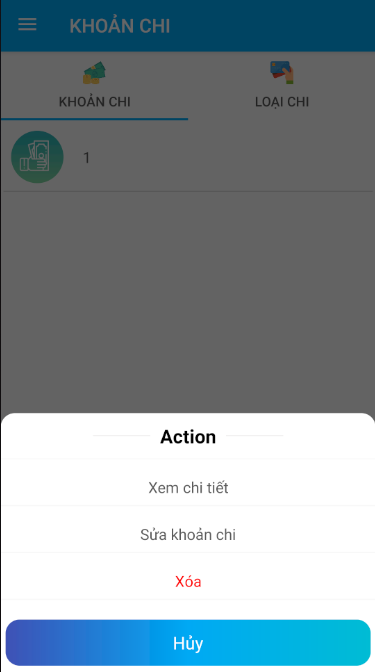 KHOẢN CHI
KHOẢN CHI
LOẠI CHI
1
Action
Xem chi tiết
Sửa khoản chi
Xóa
Hủy